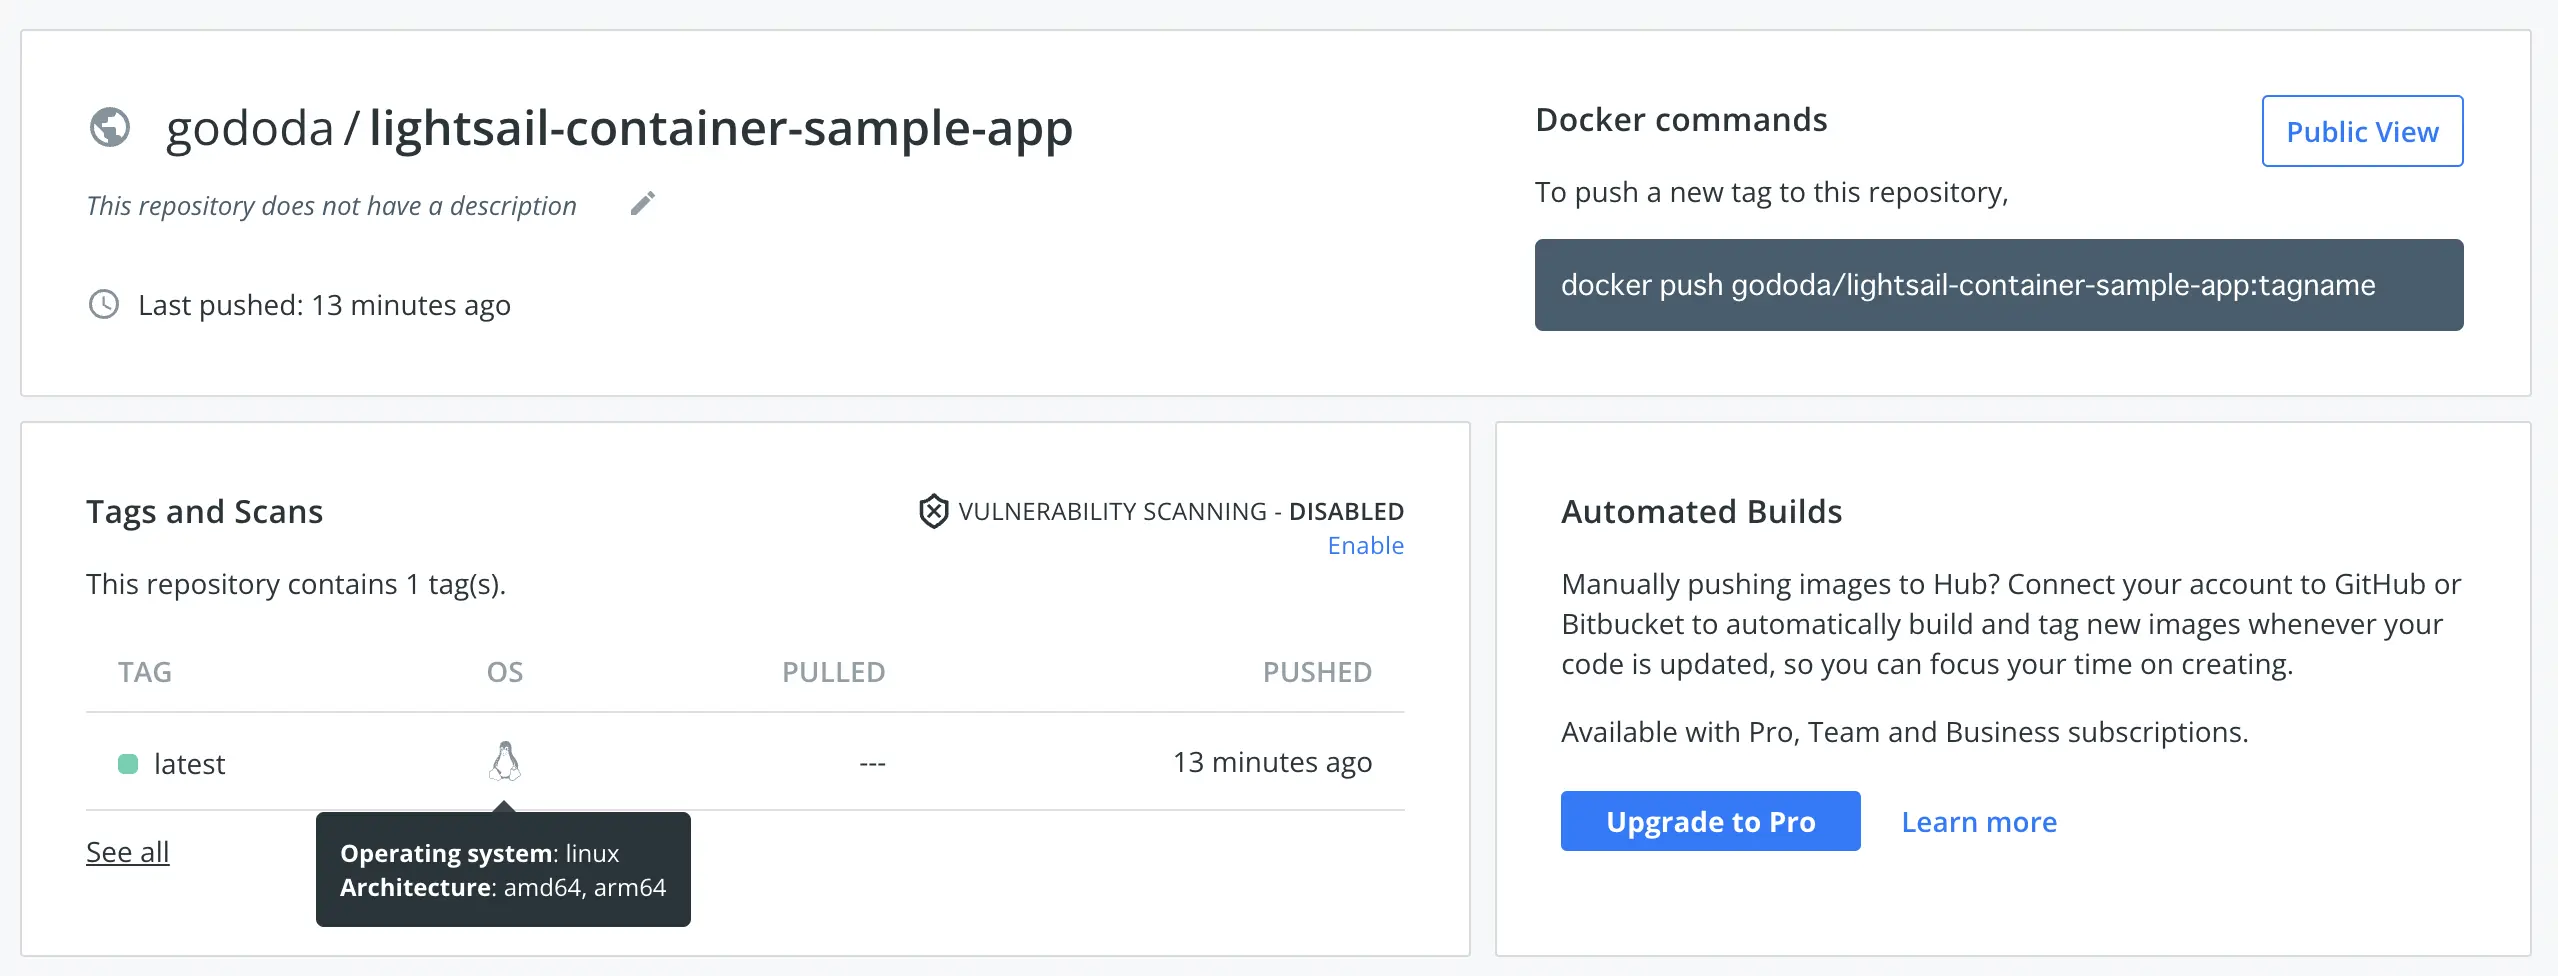 gododa / lightsail-container-sample-app
This repository does not have a description
Last pushed: 13 minutes ago
Docker commands
Public View
To push a new tag to this repository,
docker push gododa/lightsail-container-sample-app:tagname
Tags and Scans
VULNERABILITY SCANNING - DISABLED
Enable
This repository contains 1 tag(s).
TAG OS PULLED PUSHED
latest --- 13 minutes ago
See all
Operating system: linux
Architecture: amd64, arm64
Automated Builds
Manually pushing images to Hub? Connect your account to GitHub or
Bitbucket to automatically build and tag new images whenever your
code is updated, so you can focus your time on creating.
Available with Pro, Team and Business subscriptions.
Upgrade to Pro
Learn more